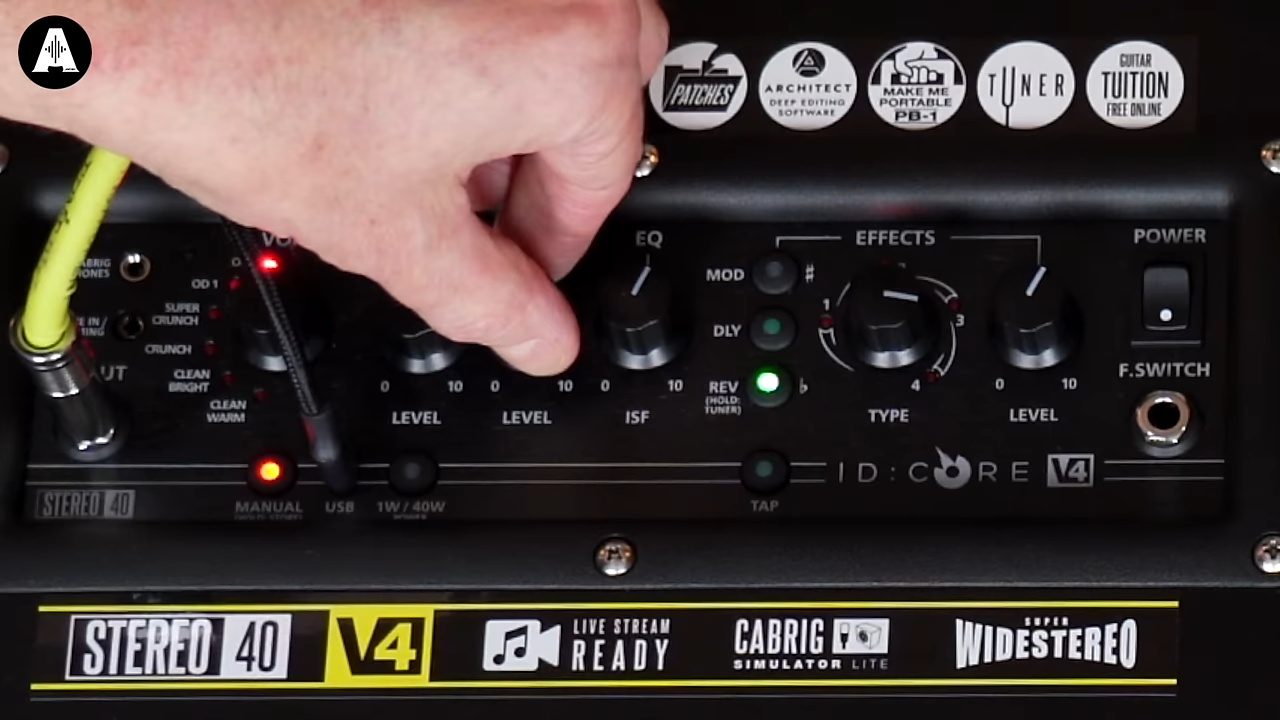 PATCHES
ARCHITECT
DEEP EDITING
SOFTWARE
MAKE ME
PORTABLE
PB-1
TUNER
GUITAR
TUITION
FREE ONLINE
EQ
EFFECTS
POWER
OD 1
SUPER
CRUNCH
CRUNCH
CLEAN
BRIGHT
CLEAN
WARM
MOD
DLY
REV
(HOLD:
TUNER)
1
3
4
0 10
0 10
0 10
0 10
LEVEL
LEVEL
ISF
TYPE
LEVEL
F.SWITCH
ID:CORE V4
STEREO 40
MANUAL
USB
1W / 40W
TAP
STEREO 40
V4
LIVE STREAM
READY
CABRIG
SIMULATOR LITE
SUPER
WIDESTEREO